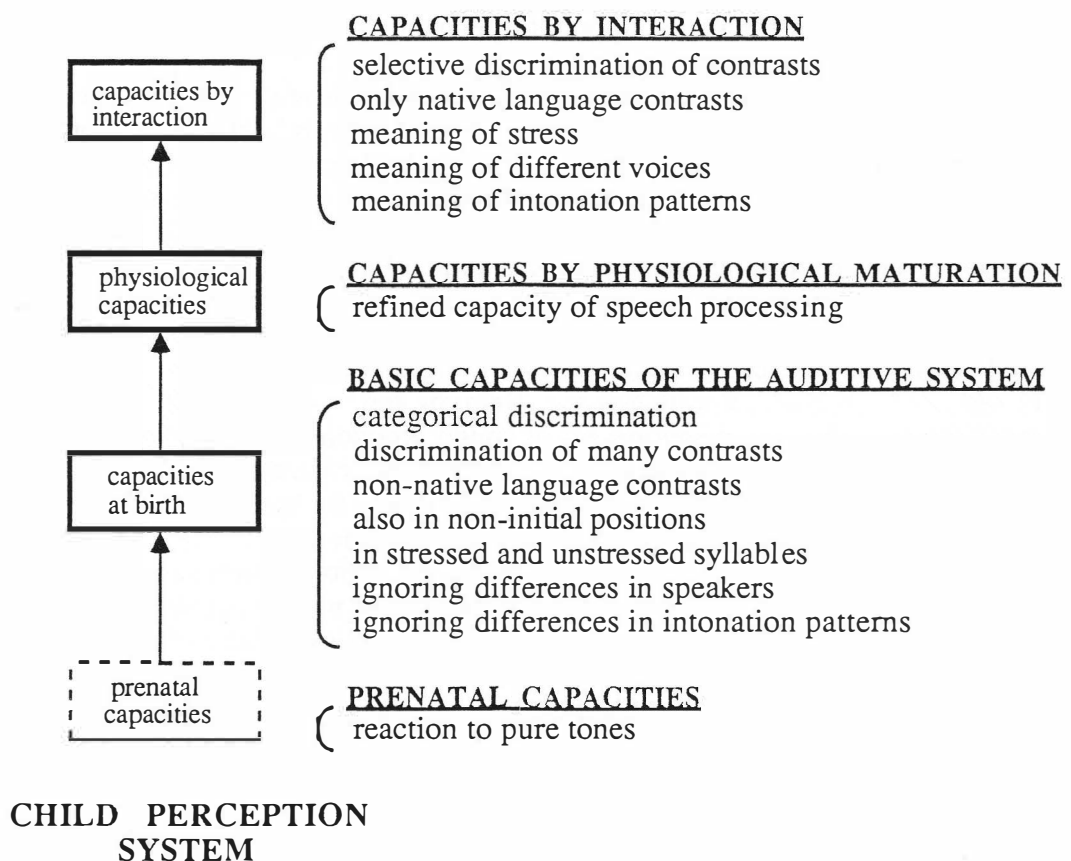 CAPACITIES BY INTERACTION
capacities by
interaction
selective discrimination of contrasts
only native language contrasts
meaning of stress
meaning of different voices
meaning of intonation patterns
physiological
capacities
CAPACITIES BY PHYSIOLOGICAL MATURATION
refined capacity of speech processing
BASIC CAPACITIES OF THE AUDITIVE SYSTEM
capacities
at birth
categorical discrimination
discrimination of many contrasts
non-native language contrasts
also in non-initial positions
in stressed and unstressed syllables
ignoring differences in speakers
ignoring differences in intonation patterns
prenatal
capacities
PRENATAL CAPACITIES
reaction to pure tones
CHILD PERCEPTION
SYSTEM